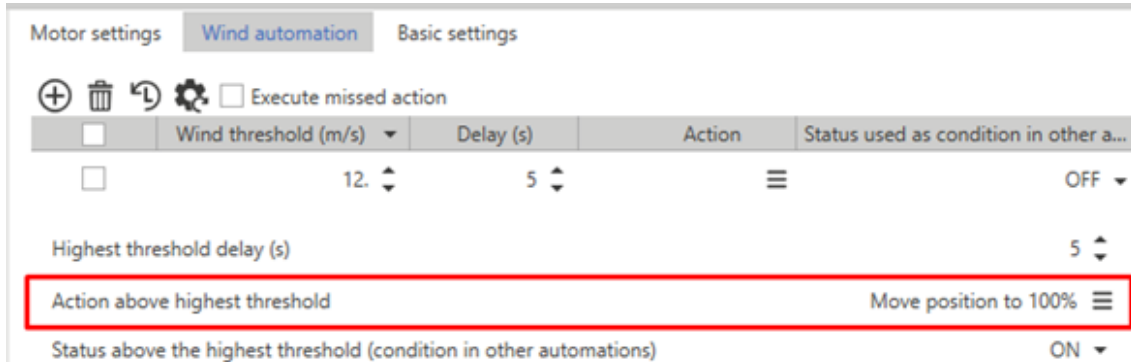 Motor settings Wind automation Basic settings
Execute missed action
Wind threshold (m/s) Delay (s) Action Status used as condition in other a...
12. 5 OFF
Highest threshold delay (s) 5
Action above highest threshold Move position to 100%
Status above the highest threshold (condition in other automations) ON